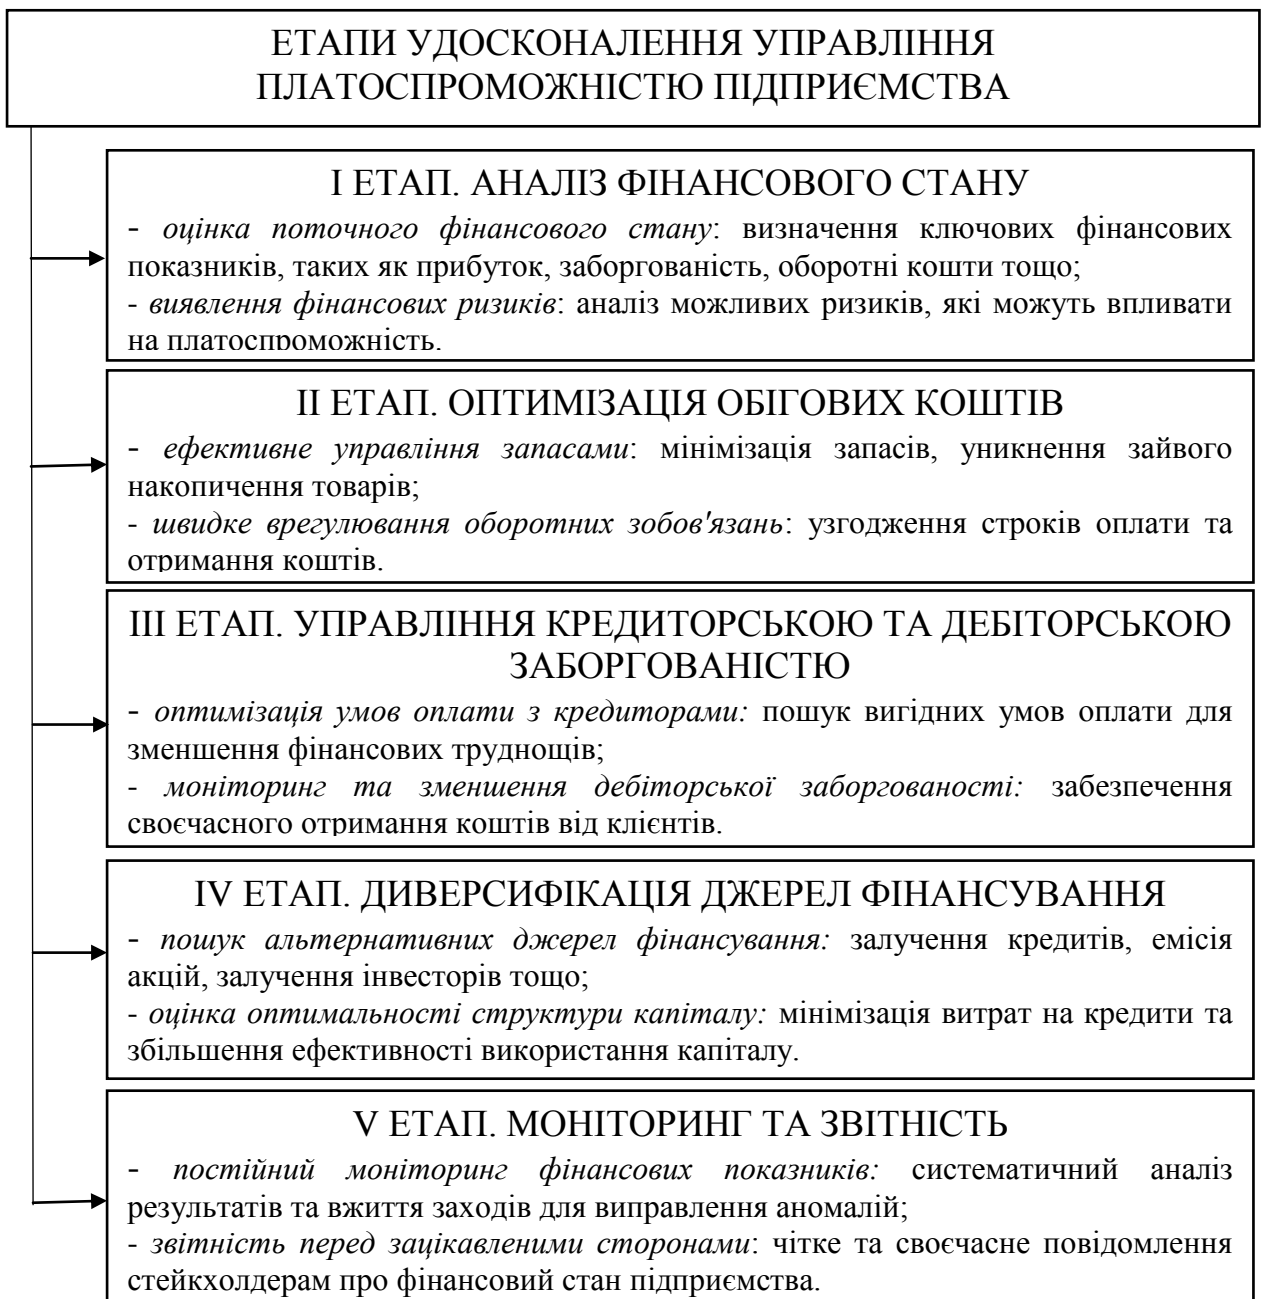 ЕТАПИ УДОСКОНАЛЕННЯ УПРАВЛІННЯ
ПЛАТОСПРОМОЖНІСТЮ ПІДПРИЄМСТВА
І ЕТАП. АНАЛІЗ ФІНАНСОВОГО СТАНУ
- оцінка поточного фінансового стану: визначення ключових фінансових
показників, таких як прибуток, заборгованість, оборотні кошти тощо;
- виявлення фінансових ризиків: аналіз можливих ризиків, які можуть впливати
на платоспроможність.
ІІ ЕТАП. ОПТИМІЗАЦІЯ ОБІГОВИХ КОШТІВ
- ефективне управління запасами: мінімізація запасів, уникнення зайвого
накопичення товарів;
- швидке врегулювання оборотних зобов'язань: узгодження строків оплати та
отримання коштів.
ІІІ ЕТАП. УПРАВЛІННЯ КРЕДИТОРСЬКОЮ ТА ДЕБІТОРСЬКОЮ
ЗАБОРГОВАНІСТЮ
- оптимізація умов оплати з кредиторами: пошук вигідних умов оплати для
зменшення фінансових труднощів;
- моніторинг та зменшення дебіторської заборгованості: забезпечення
своєчасного отримання коштів від клієнтів.
IV ЕТАП. ДИВЕРСИФІКАЦІЯ ДЖЕРЕЛ ФІНАНСУВАННЯ
- пошук альтернативних джерел фінансування: залучення кредитів, емісія
акцій, залучення інвесторів тощо;
- оцінка оптимальності структури капіталу: мінімізація витрат на кредити та
збільшення ефективності використання капіталу.
V ЕТАП. МОНІТОРИНГ ТА ЗВІТНІСТЬ
- постійний моніторинг фінансових показників: систематичний аналіз
результатів та вжиття заходів для виправлення аномалій;
- звітність перед зацікавленими сторонами: чітке та своєчасне повідомлення
стейкхолдерам про фінансовий стан підприємства.